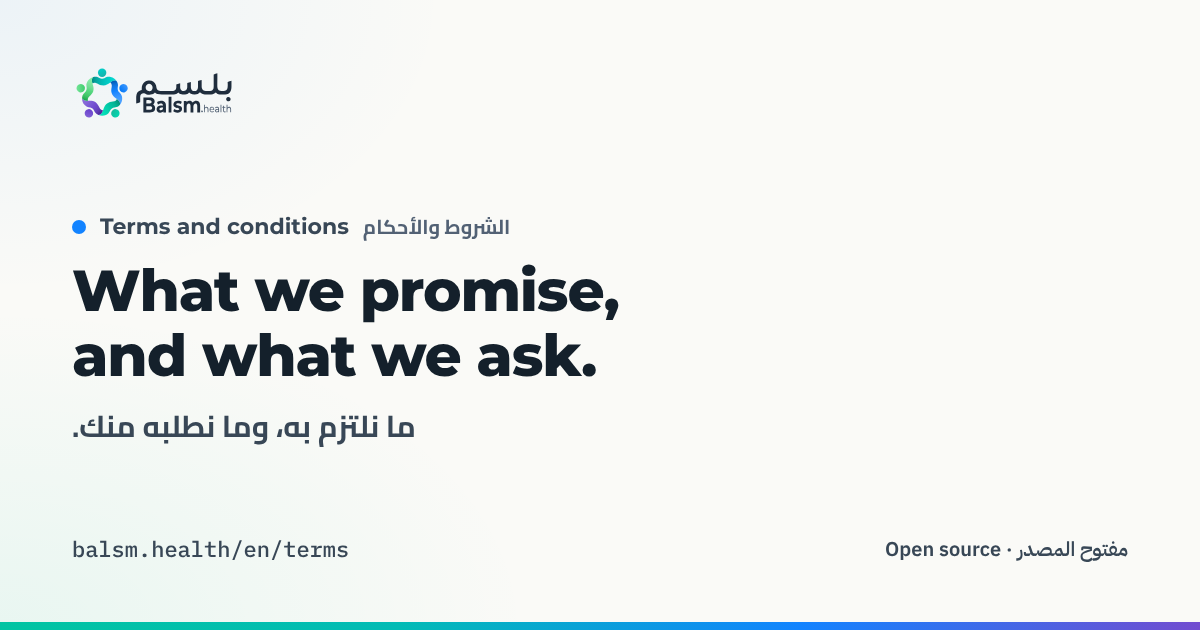 بلسم
Balsm.health
Terms and conditions الشروط والأحكام
What we promise,
and what we ask.
ما نلتزم به، وما نطلبه منك.
balsm.health/en/terms
Open source · مفتوح المصدر